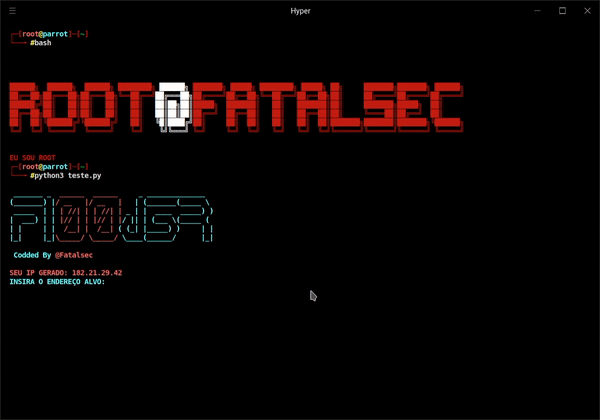 Hyper
┌─[root@parrot]─[~]
└──╼ #bash
ROOT@FATALSEC
EU SOU ROOT
┌─[root@parrot]─[~]
└──╼ #python3 teste.py
Fl00d3R
Codded By @Fatalsec
SEU IP GERADO: 182.21.29.42
INSIRA O ENDEREÇO ALVO: